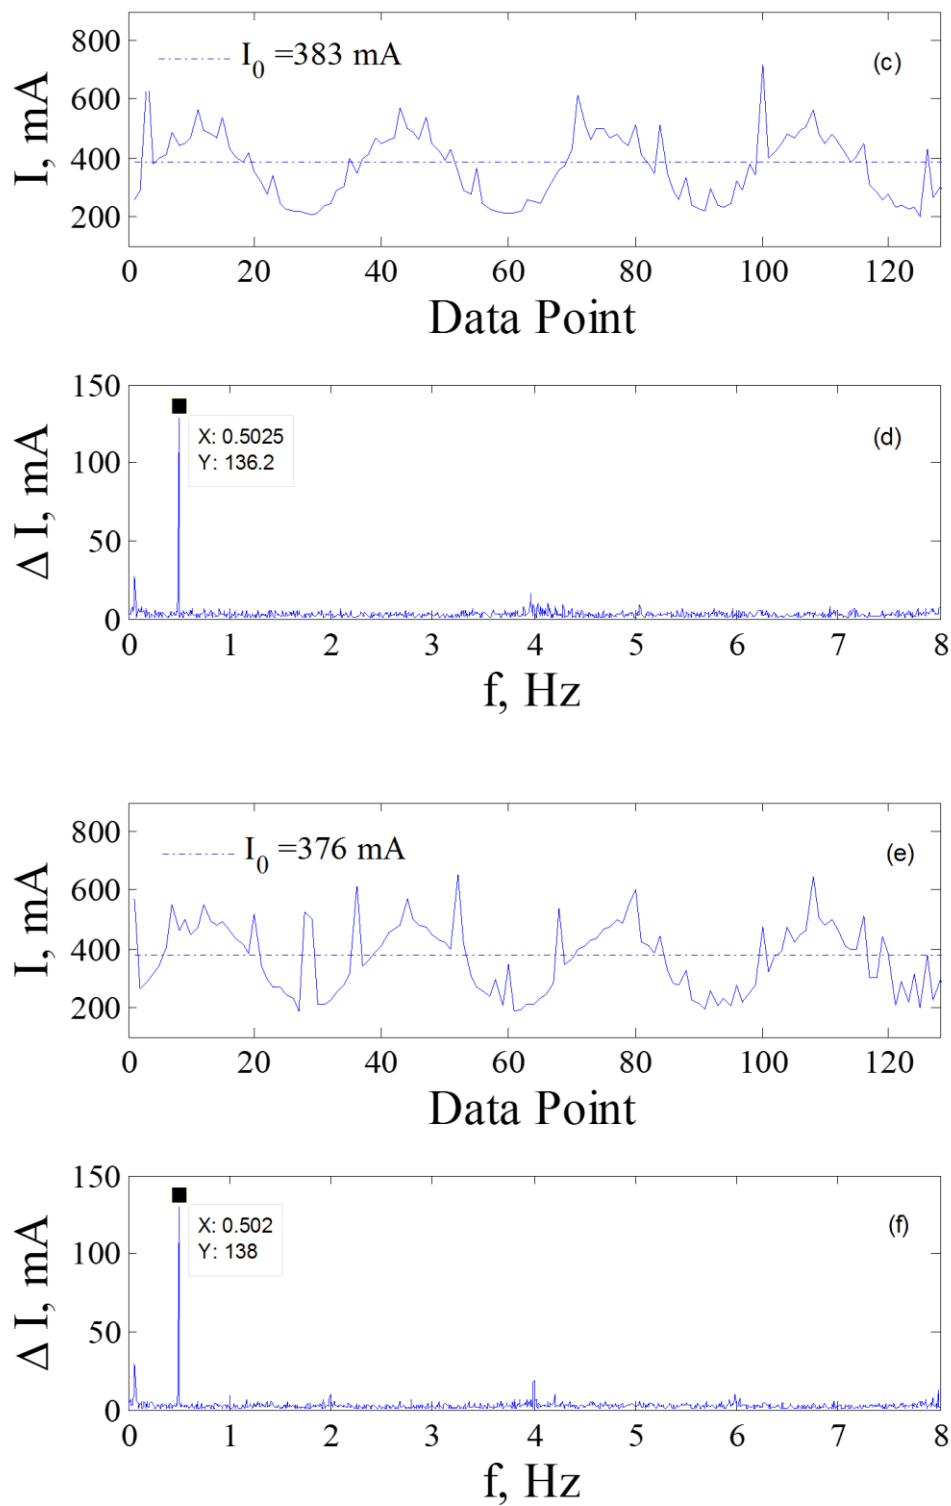 800
I₀ =383 mA
(c)
600
I, mA
400
200
0 20 40 60 80 100 120
Data Point
150
X: 0.5025
(d)
Y: 136.2
100
Δ I, mA
50
0
0 1 2 3 4 5 6 7 8
f, Hz
800
I₀ =376 mA
(e)
600
I, mA
400
200
0 20 40 60 80 100 120
Data Point
150
X: 0.502
(f)
Y: 138
100
Δ I, mA
50
0
0 1 2 3 4 5 6 7 8
f, Hz